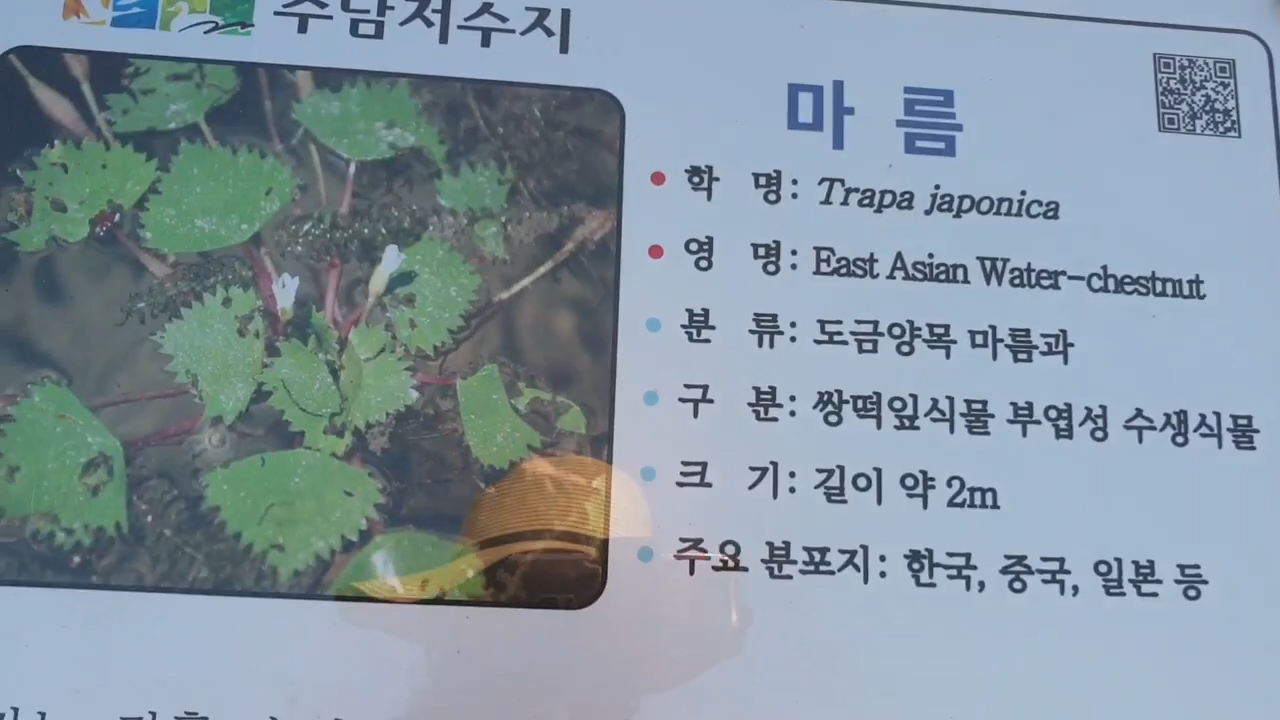 주남저수지
마 름
학 명: Trapa japonica
영 명: East Asian Water-chestnut
분 류: 도금양목 마름과
구 분: 쌍떡잎식물 부엽성 수생식물
크 기: 길이 약 2m
주요 분포지: 한국, 중국, 일본 등